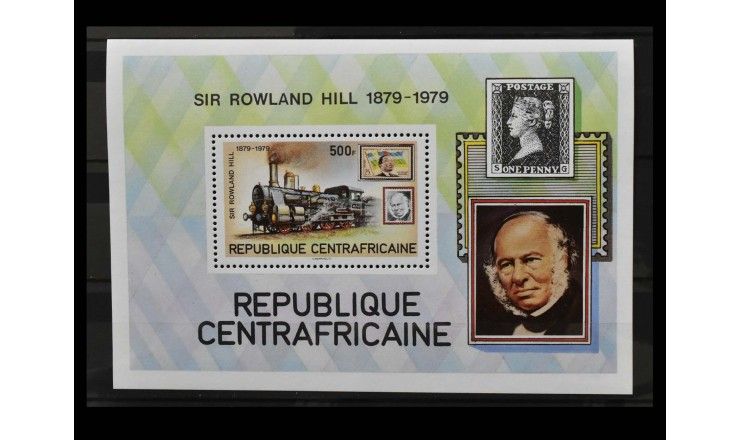 SIR ROWLAND HILL 1879-1979
POSTAGE
S ONE PENNY G
1879-1979
500F
SIR ROWLAND HILL
REPUBLIQUE CENTRAFRICAINE
REPUBLIQUE
CENTRAFRICAINE